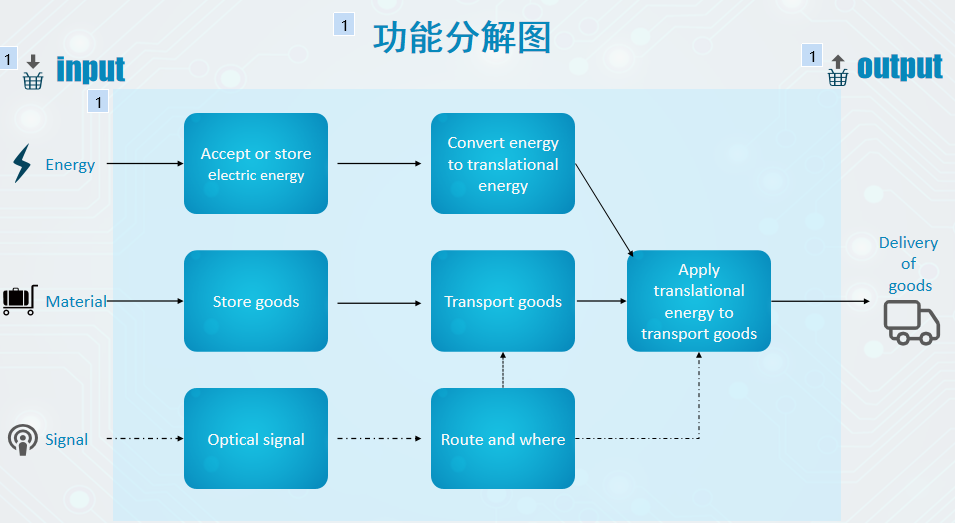 1
功能分解图
1
input
1
output
1
Energy
Accept or store
electric energy
Convert energy
to translational
energy
Material
Store goods
Transport goods
Apply
translational
energy to
transport goods
Delivery
of
goods
Signal
Optical signal
Route and where